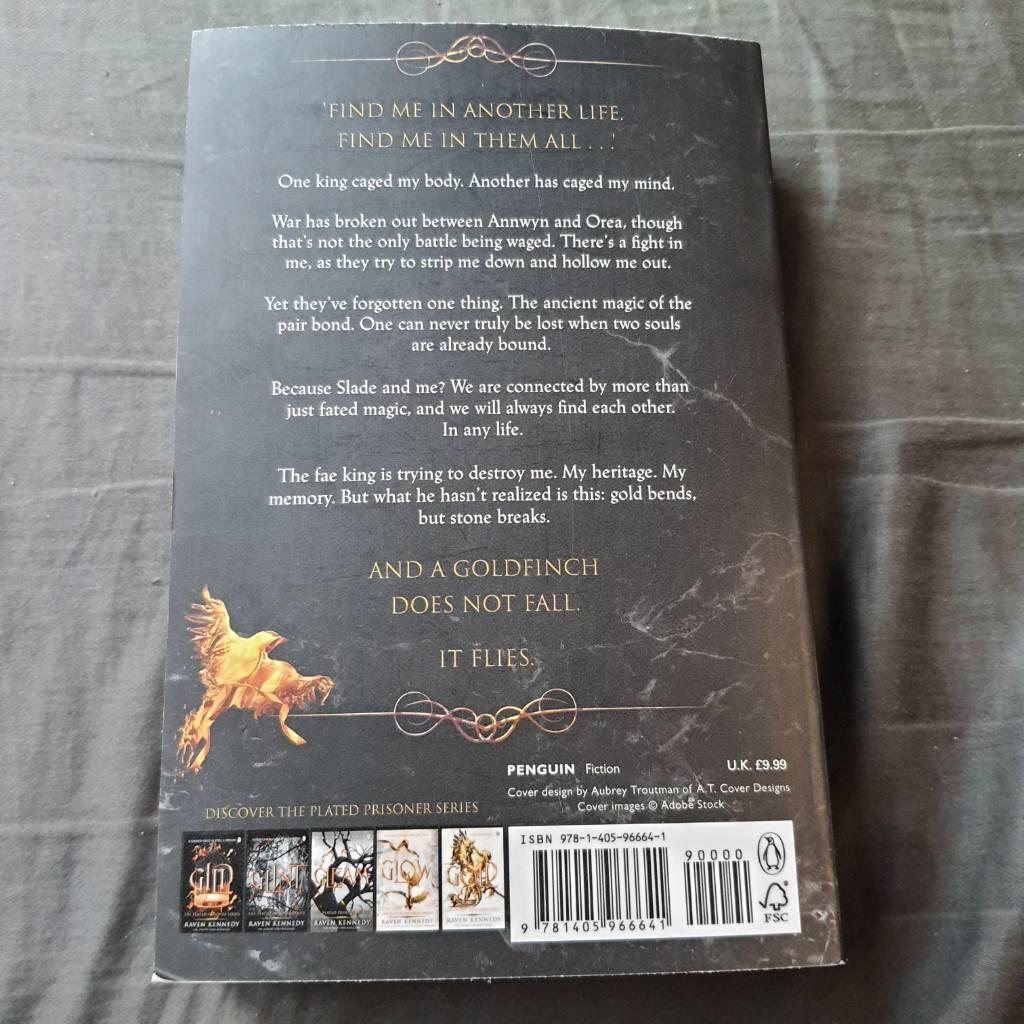 'FIND ME IN ANOTHER LIFE.
FIND ME IN THEM ALL . . .'
One king caged my body. Another has caged my mind.
War has broken out between Annwyn and Orea, though
that's not the only battle being waged. There's a fight in
me, as they try to strip me down and hollow me out.
Yet they've forgotten one thing. The ancient magic of the
pair bond. One can never truly be lost when two souls
are already bound.
Because Slade and me? We are connected by more than
just fated magic, and we will always find each other.
In any life.
The fae king is trying to destroy me. My heritage. My
memory. But what he hasn't realized is this: gold bends,
but stone breaks.
AND A GOLDFINCH
DOES NOT FALL.
IT FLIES.
PENGUIN Fiction
U.K. £9.99
Cover design by Aubrey Troutman of A.T. Cover Designs
Cover images © Adobe Stock
DISCOVER THE PLATED PRISONER SERIES
GILD
RAVEN KENNEDY
GLINT
RAVEN KENNEDY
GLEAM
RAVEN KENNEDY
GLOW
RAVEN KENNEDY
GOLD
RAVEN KENNEDY
ISBN 978-1-405-96664-1
90000
9 781405 966641
FSC